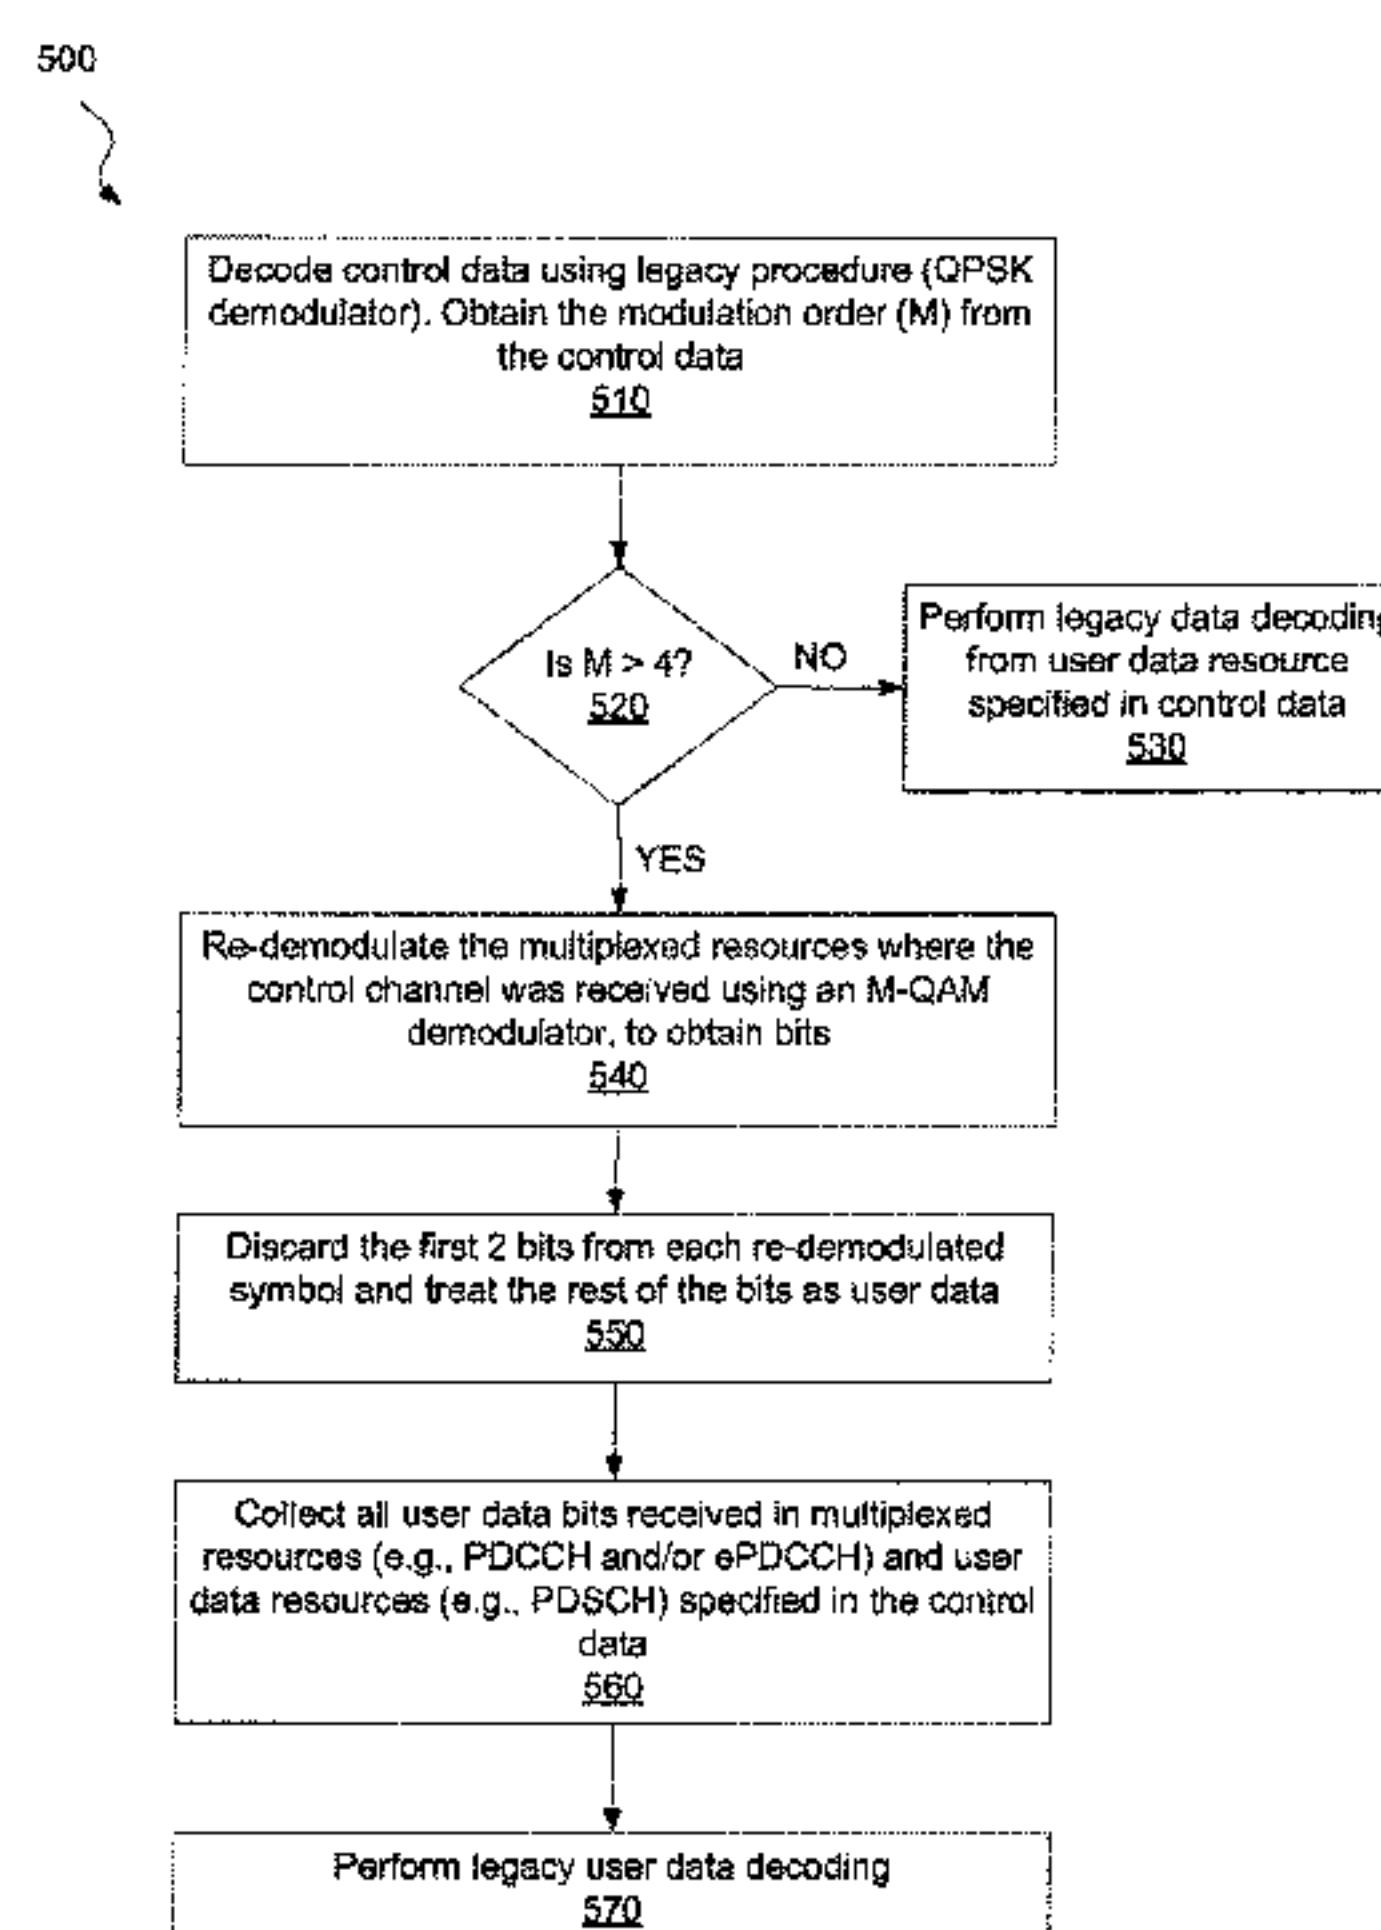 500
Decode control data using legacy procedure (QPSK
demodulator). Obtain the modulation order (M) from
the control data
510
Is M > 4?
520
NO
Perform legacy data decoding
from user data resource
specified in control data
530
YES
Re-demodulate the multiplexed resources where the
control channel was received using an M-QAM
demodulator, to obtain bits
540
Discard the first 2 bits from each re-demodulated
symbol and treat the rest of the bits as user data
550
Collect all user data bits received in multiplexed
resources (e.g., PDCCH and/or ePDCCH) and user
data resources (e.g., PDSCH) specified in the control
data
560
Perform legacy user data decoding
570